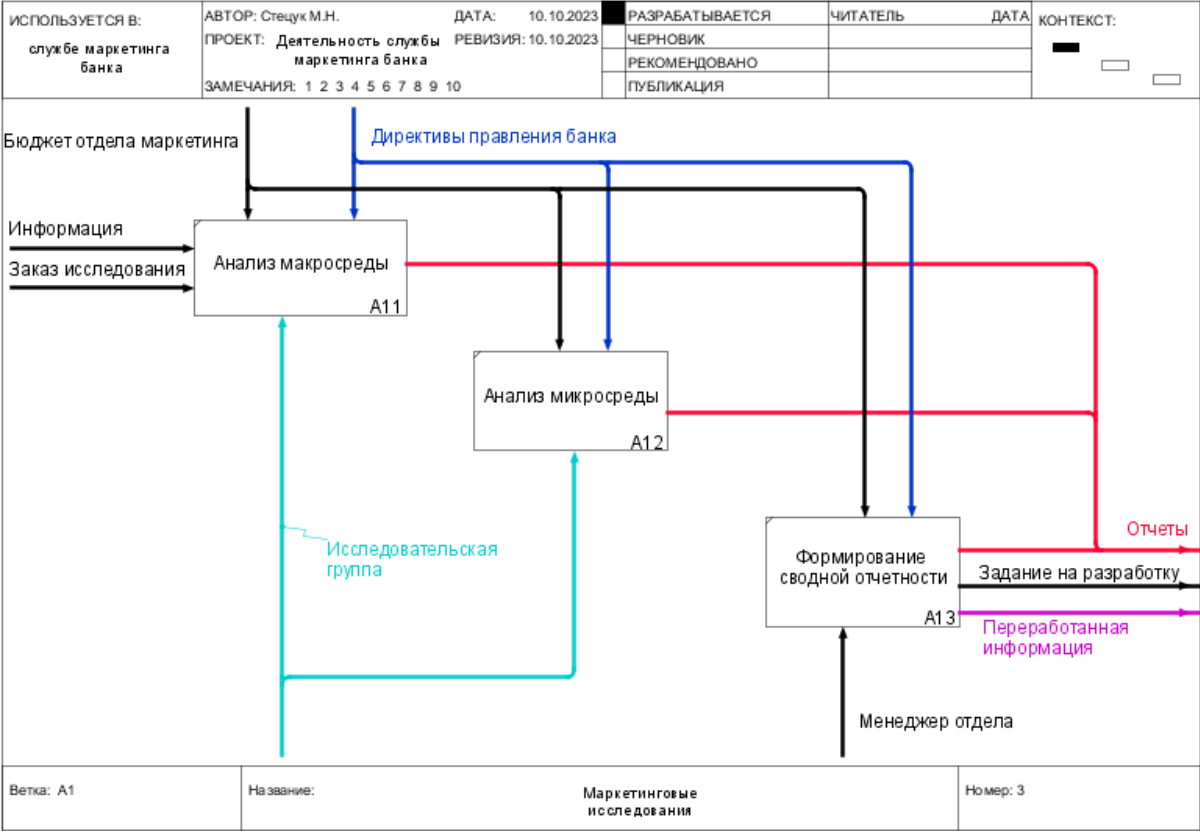 ИСПОЛЬЗУЕТСЯ В:
службе маркетинга
банка
АВТОР: Стецук М.Н.
ДАТА: 10.10.2023
ПРОЕКТ: Деятельность службы
маркетинга банка
РЕВИЗИЯ: 10.10.2023
ЗАМЕЧАНИЯ: 1 2 3 4 5 6 7 8 9 10
РАЗРАБАТЫВАЕТСЯ
ЧЕРНОВИК
РЕКОМЕНДОВАНО
ПУБЛИКАЦИЯ
ЧИТАТЕЛЬ
ДАТА
КОНТЕКСТ:
Бюджет отдела маркетинга
Директивы правления банка
Информация
Заказ исследования
Анализ макросреды
A11
Анализ микросреды
A12
Исследовательская
группа
Формирование
сводной отчетности
A13
Отчеты
Задание на разработку
Переработанная
информация
Менеджер отдела
Ветка: A1
Название:
Маркетинговые
исследования
Номер: 3